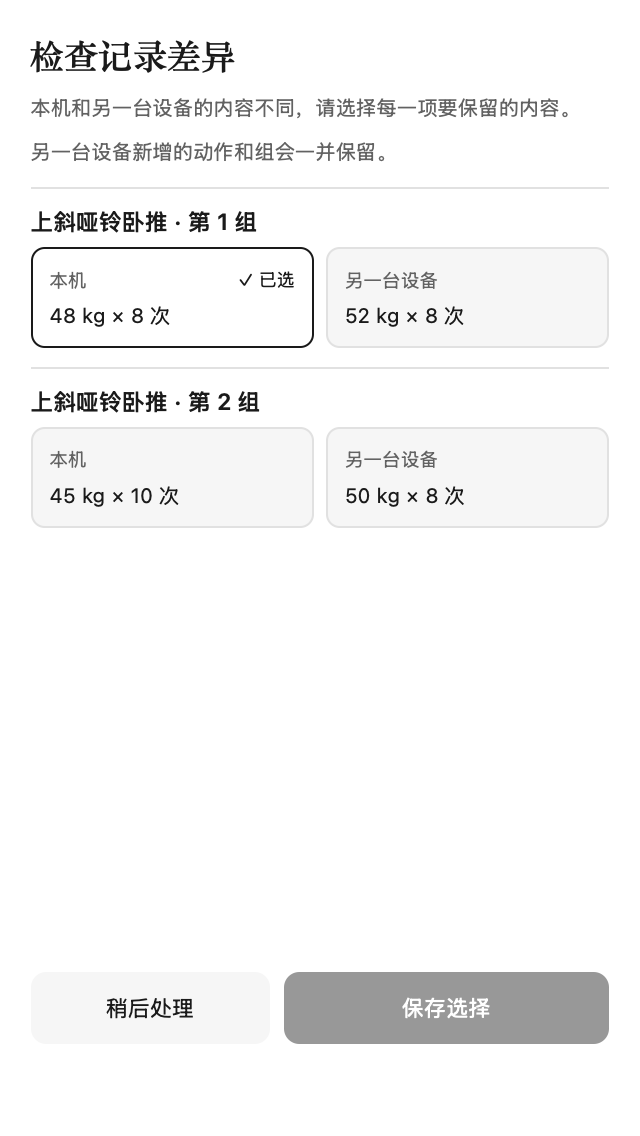 检查记录差异
本机和另一台设备的内容不同，请选择每一项要保留的内容。
另一台设备新增的动作和组会一并保留。
上斜哑铃卧推 · 第 1 组
本机 ✓ 已选
48 kg × 8 次
另一台设备
52 kg × 8 次
上斜哑铃卧推 · 第 2 组
本机
45 kg × 10 次
另一台设备
50 kg × 8 次
稍后处理
保存选择